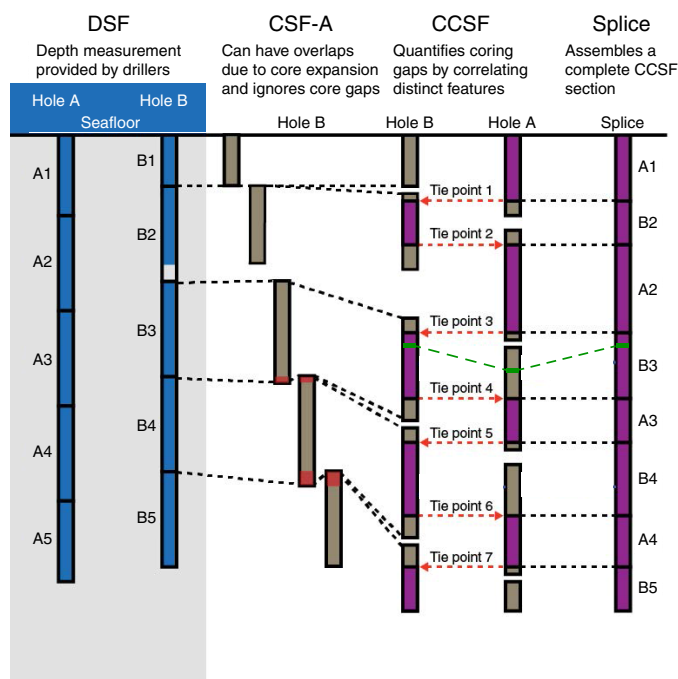 DSF
Depth measurement
provided by drillers
CSF-A
Can have overlaps
due to core expansion
and ignores core gaps
CCSF
Quantifies coring
gaps by correlating
distinct features
Splice
Assembles a
complete CCSF
section
Hole A
Hole B
Seafloor
Hole B
Hole B
Hole A
Splice
A1
A2
A3
A4
A5
B1
B2
B3
B4
B5
Tie point 1
Tie point 2
Tie point 3
Tie point 4
Tie point 5
Tie point 6
Tie point 7
A1
B2
A2
B3
A3
B4
A4
B5